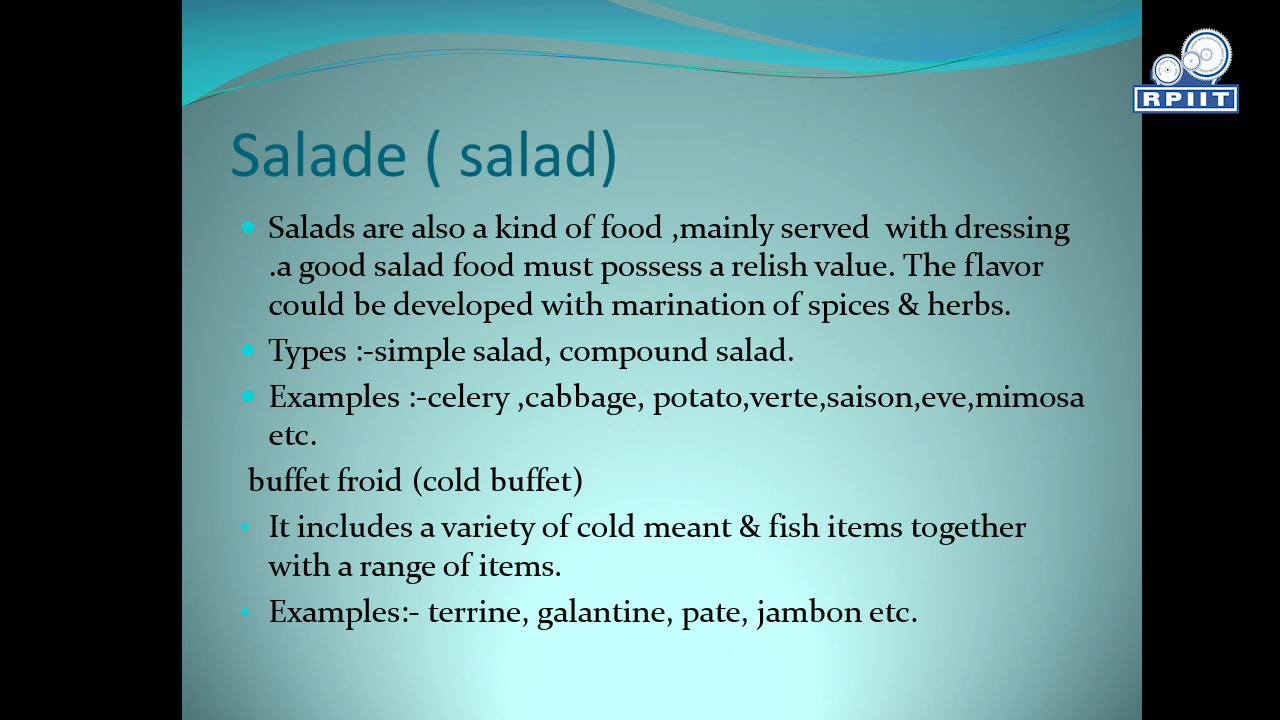 RPIIT
Salade ( salad)
Salads are also a kind of food ,mainly served with dressing
.a good salad food must possess a relish value. The flavor
could be developed with marination of spices & herbs.
Types :-simple salad, compound salad.
Examples :-celery ,cabbage, potato,verte,saison,eve,mimosa
etc.
buffet froid (cold buffet)
It includes a variety of cold meant & fish items together
with a range of items.
Examples:- terrine, galantine, pate, jambon etc.